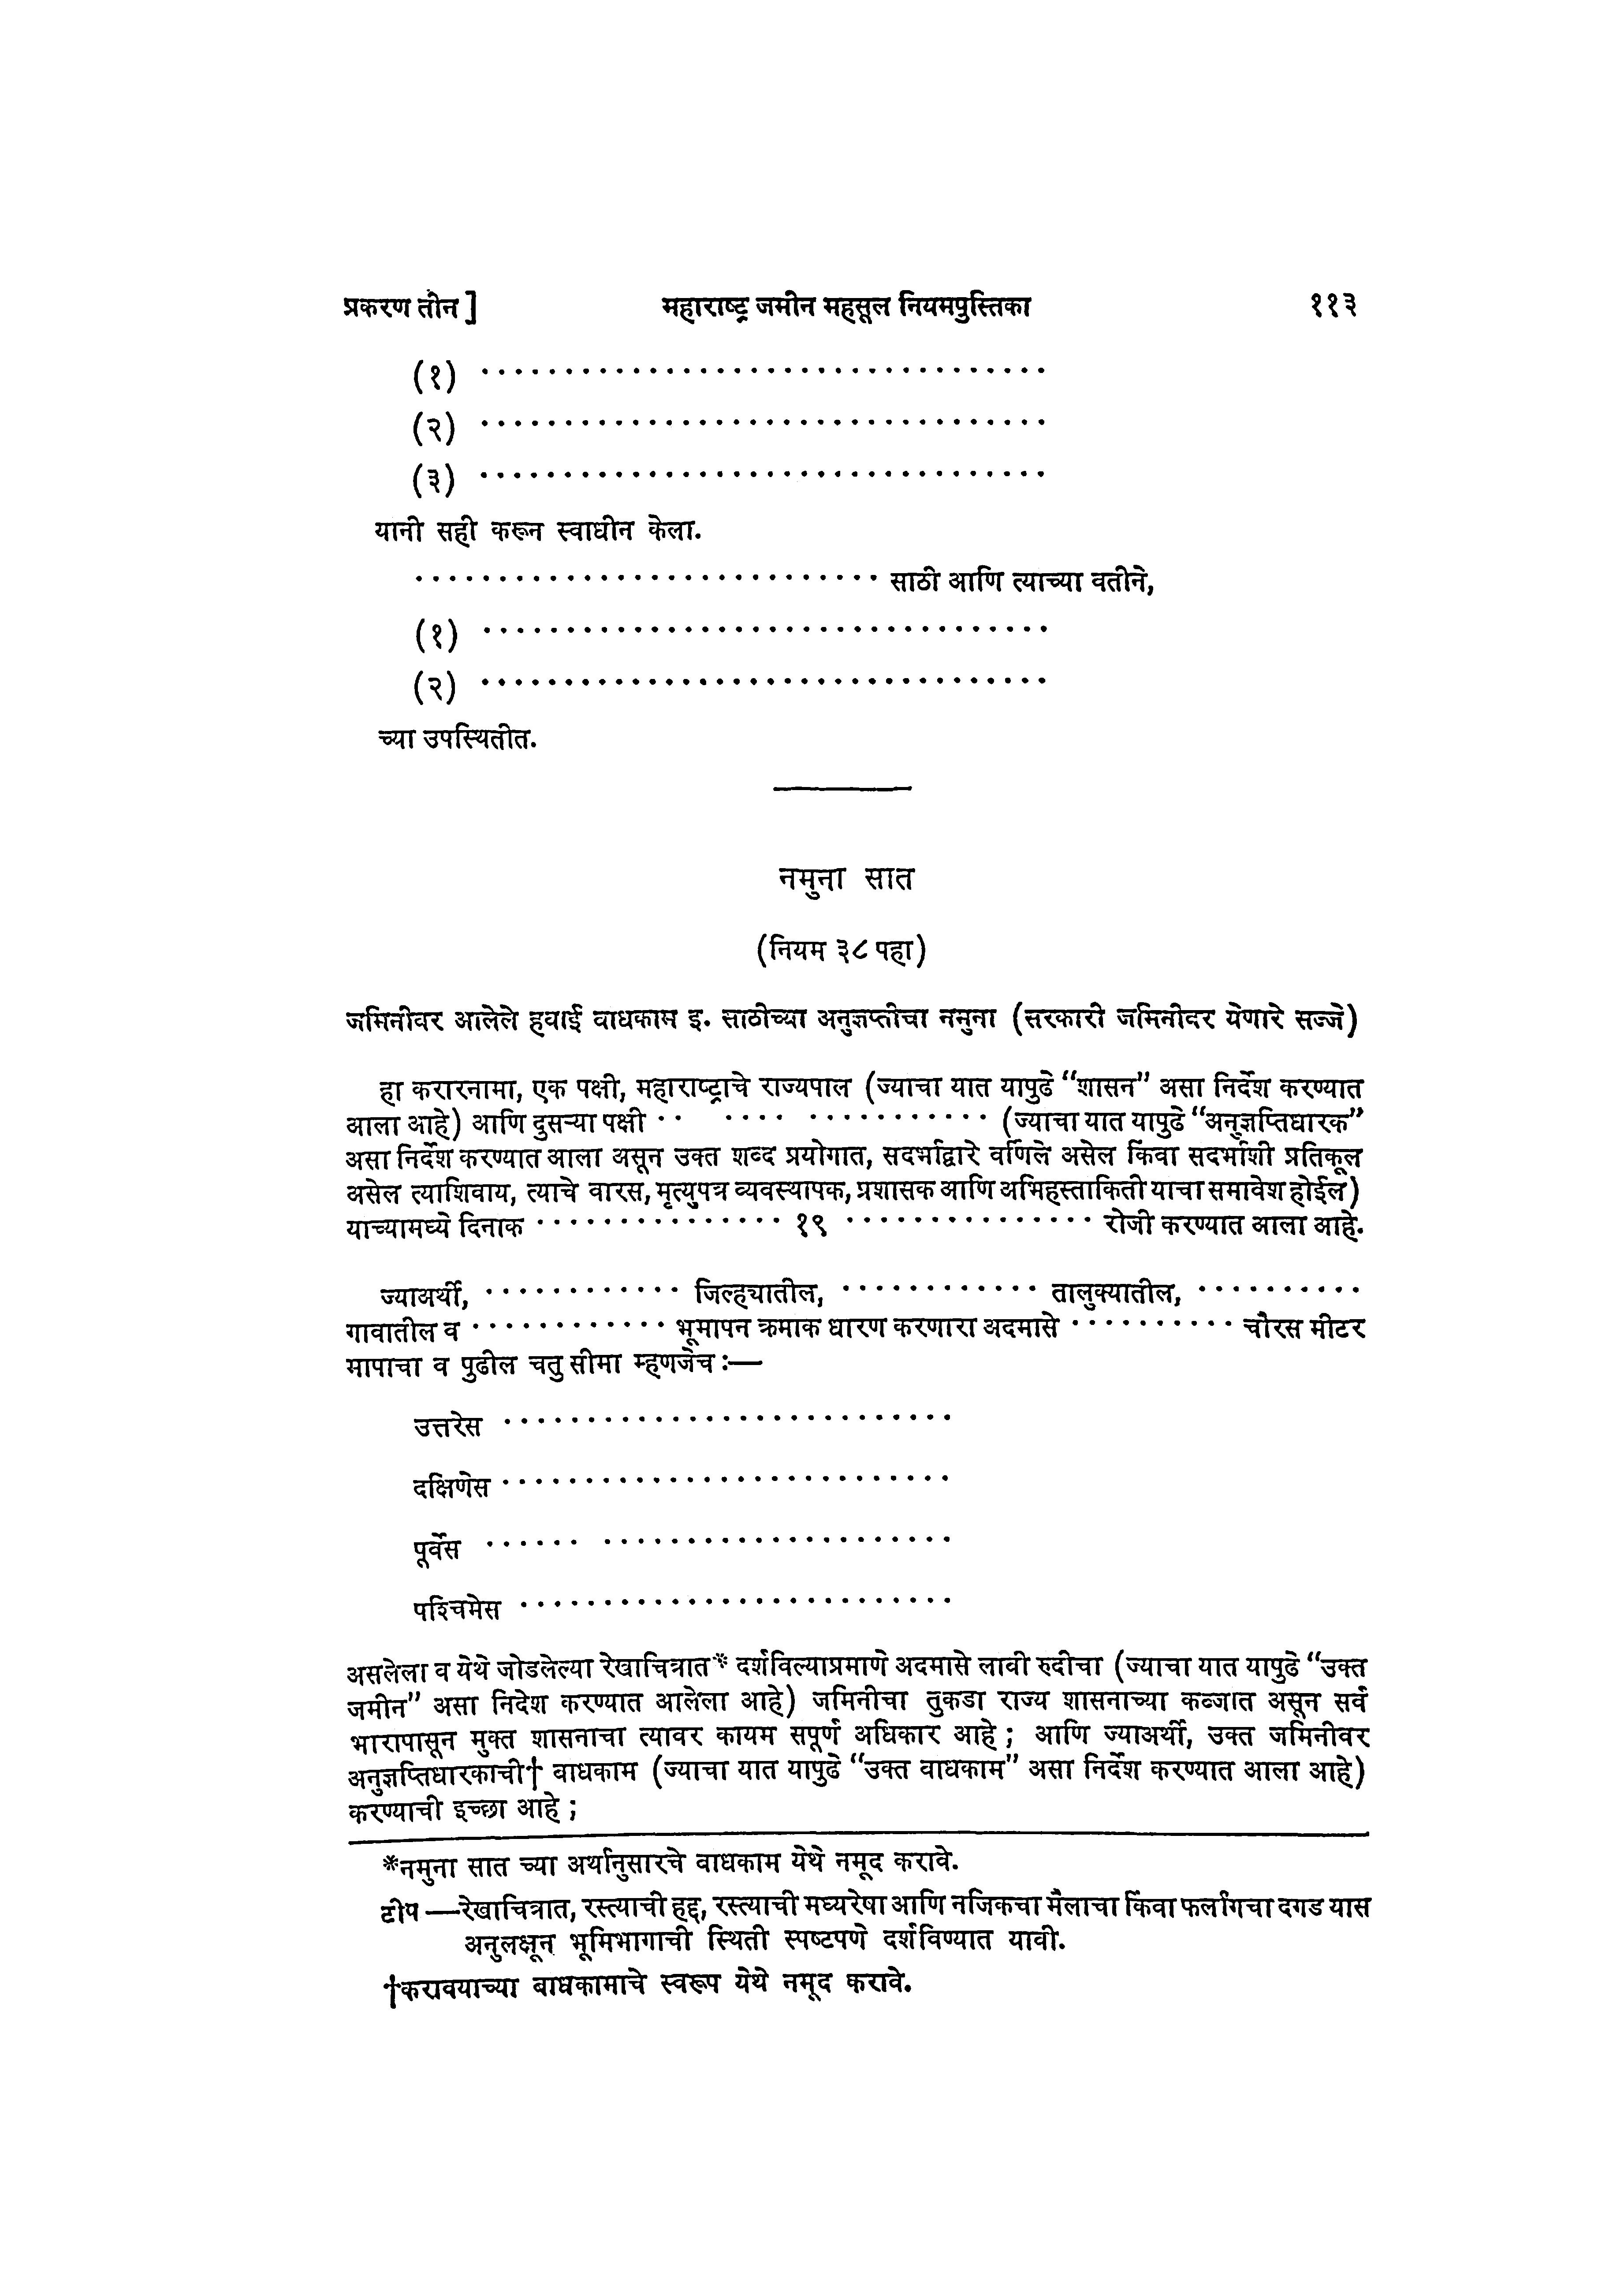 प्रकरण तीन ] महाराष्ट्र जमीन महसूल नियमपुस्तिका ११३
(१) ..................................
(२) ..................................
(३) ..................................
यानी सही करून स्वाधीन केला.
............................ साठी आणि त्याच्या वतीने,
(१) ..................................
(२) ..................................
च्या उपस्थितीत.
नमुना सात
(नियम ३८ पहा)
जमिनीवर आलेले हवाई बाधकाम इ. साठीच्या अनुज्ञप्तीचा नमुना (सरकारी जमिनीवर येणारे सज्जे)
हा करारनामा, एक पक्षी, महाराष्ट्राचे राज्यपाल (ज्याचा यात यापुढे “शासन” असा निर्देश करण्यात
आला आहे) आणि दुसऱ्या पक्षी .. .... ........... (ज्याचा यात यापुढे “अनुज्ञप्तिधारक”
असा निर्देश करण्यात आला असून उक्त शब्द प्रयोगात, सदर्भाद्वारे वर्णिले असेल किंवा सदर्भाशी प्रतिकूल
असेल त्याशिवाय, त्याचे वारस, मृत्युपत्र व्यवस्थापक, प्रशासक आणि अभिहस्ताकिती याचा समावेश होईल)
याच्यामध्ये दिनाक ............... १९ ............... रोजी करण्यात आला आहे.
ज्याअर्थी, ............ जिल्ह्यातील, ............ तालुक्यातील, ..........
गावातील व ............ भूमापन क्रमाक धारण करणारा अदमासे .......... चौरस मीटर
मापाचा व पुढील चतु सीमा म्हणजेच :—
उत्तरेस ...........................
दक्षिणेस ...........................
पूर्वेस ...... .....................
पश्चिमेस ..........................
असलेला व येथे जोडलेल्या रेखाचित्रात* दर्शविल्याप्रमाणे अदमासे लावी रुदीचा (ज्याचा यात यापुढे “उक्त
जमीन” असा निदेश करण्यात आलेला आहे) जमिनीचा तुकडा राज्य शासनाच्या कब्जात असून सर्व
भारापासून मुक्त शासनाचा त्यावर कायम सपूर्ण अधिकार आहे ; आणि ज्याअर्थी, उक्त जमिनीवर
अनुज्ञप्तिधारकाची† बाधकाम (ज्याचा यात यापुढे “उक्त बाधकाम” असा निर्देश करण्यात आला आहे)
करण्याची इच्छा आहे ;
*नमुना सात च्या अर्थानुसारचे बाधकाम येथे नमूद करावे.
टीप —रेखाचित्रात, रस्त्याची हद्द, रस्त्याची मध्यरेषा आणि नजिकचा मैलाचा किंवा फर्लांगचा दगड यास
अनुलक्षून भूमिभागाची स्थिती स्पष्टपणे दर्शविण्यात यावी.
†करावयाच्या बाधकामाचे स्वरूप येथे नमूद करावे.